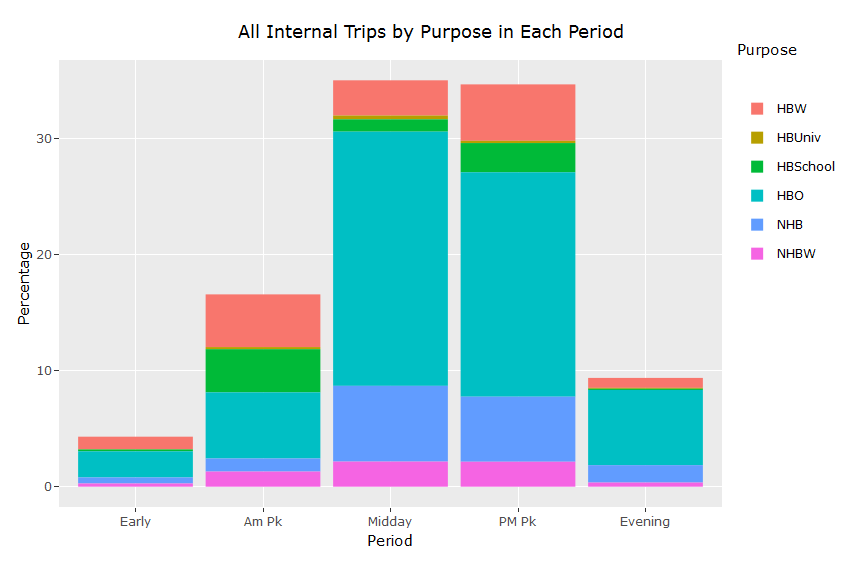 All Internal Trips by Purpose in Each Period
Purpose
HBW
HBUniv
HBSchool
HBO
NHB
NHBW
Percentage
30
20
10
0
Early Am Pk Midday PM Pk Evening
Period